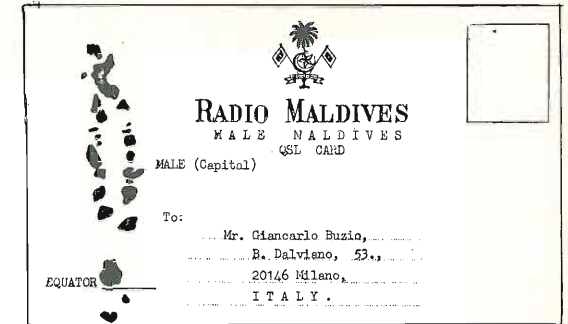 RADIO MALDIVES
MALE NALDIVES
QSL CARD
MALE (Capital)
To:
Mr. Giancarlo Buzio,
B. Dalviano, 53.,
20146 Milano,
ITALY.
EQUATOR